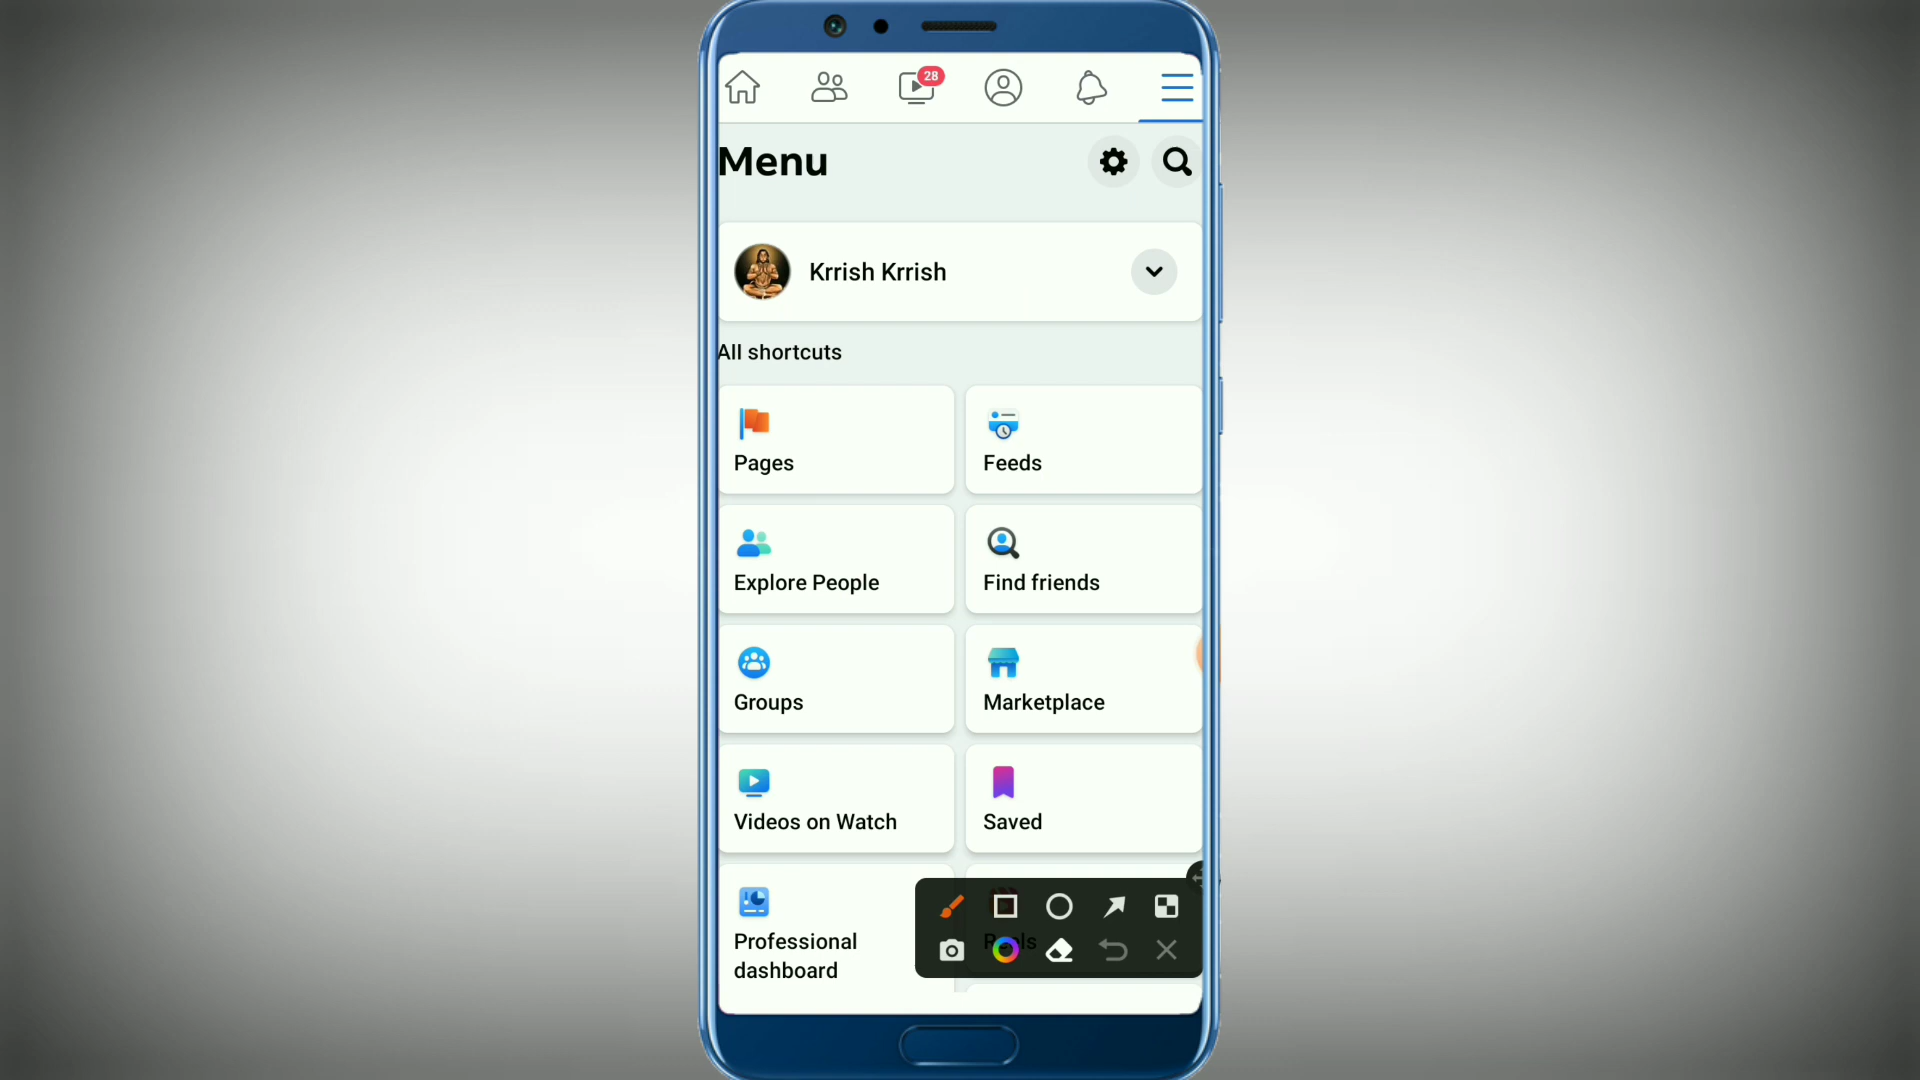 28
Menu
Krrish Krrish
All shortcuts
Pages
Feeds
Explore People
Find friends
Groups
Marketplace
Videos on Watch
Saved
Professional
dashboard
Reels